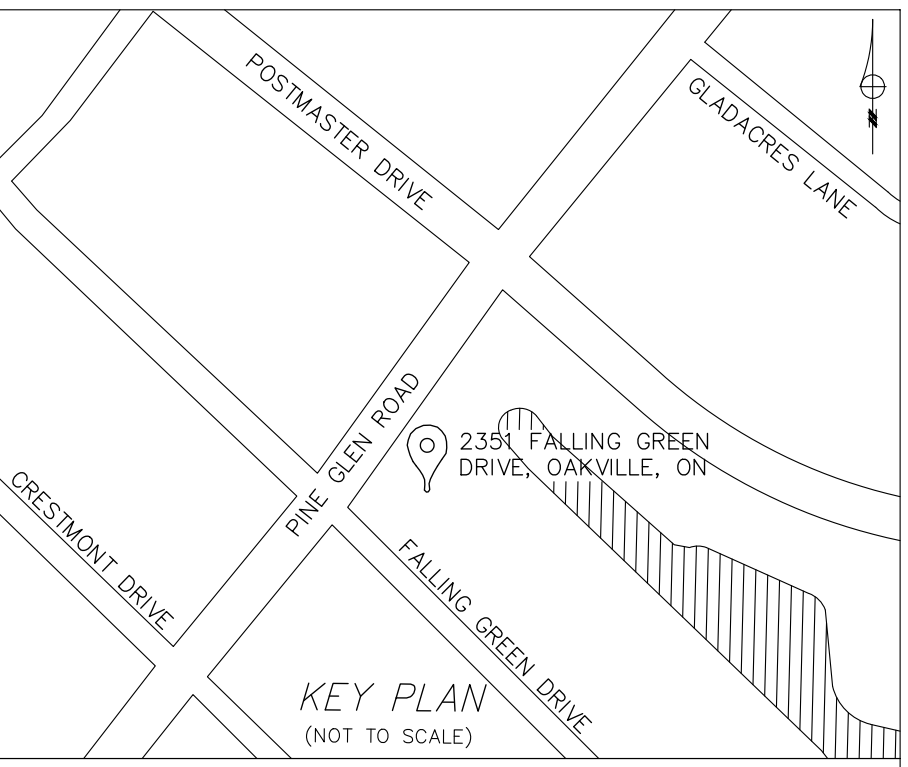 POSTMASTER DRIVE
GLADACRES LANE
N
PINE GLEN ROAD
2351 FALLING GREEN
DRIVE, OAKVILLE, ON
CRESTMONT DRIVE
FALLING GREEN DRIVE
KEY PLAN
(NOT TO SCALE)